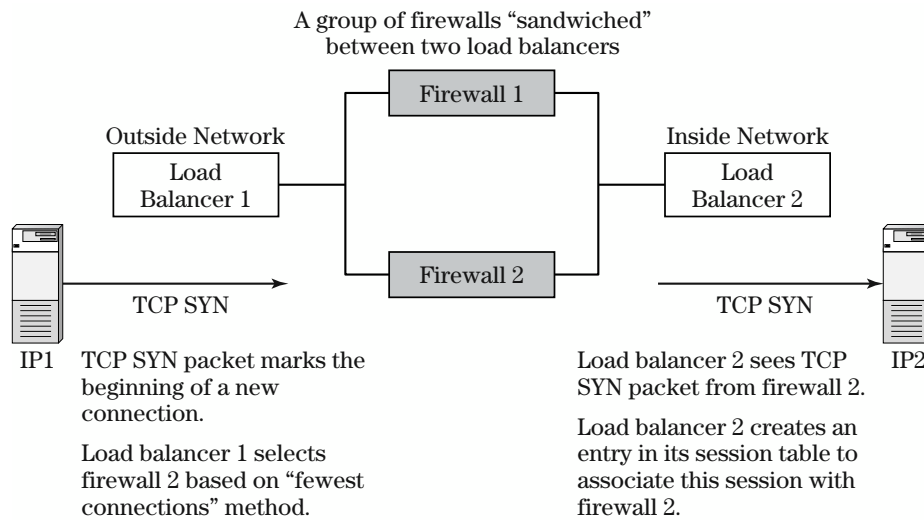 A group of firewalls “sandwiched”
between two load balancers
Firewall 1
Outside Network
Load
Balancer 1
Inside Network
Load
Balancer 2
Firewall 2
TCP SYN
TCP SYN
IP1
IP2
TCP SYN packet marks the
beginning of a new
connection.
Load balancer 1 selects
firewall 2 based on “fewest
connections” method.
Load balancer 2 sees TCP
SYN packet from firewall 2.
Load balancer 2 creates an
entry in its session table to
associate this session with
firewall 2.